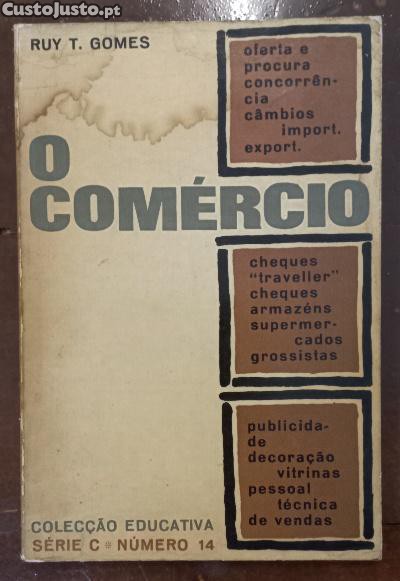 CustoJusto.pt
RUY T. GOMES
oferta e
procura
concorrên-
cia
câmbios
import.
export.
O
COMÉRCIO
cheques
"traveller"
cheques
armazéns
supermer-
cados
grossistas
publicida-
de
decoração
vitrinas
pessoal
técnica
de vendas
COLECÇÃO EDUCATIVA
SÉRIE C * NÚMERO 14